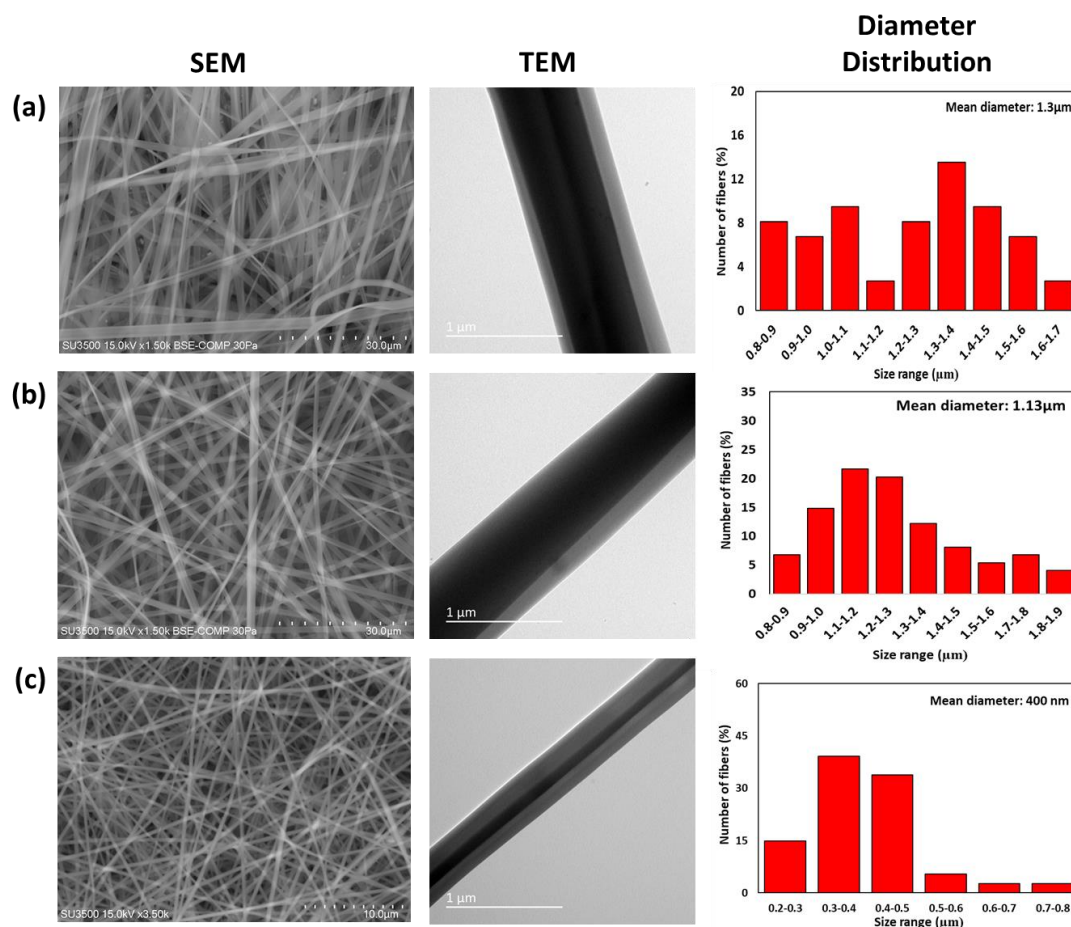 SEM
TEM
Diameter
Distribution
(a)
SU3500 15.0kV x1.50k BSE-COMP 30Pa
30.0μm
1 μm
Mean diameter: 1.3μm
Number of fibers (%)
20
16
12
8
4
0
0.8-0.9
0.9-1.0
1.0-1.1
1.1-1.2
1.2-1.3
1.3-1.4
1.4-1.5
1.5-1.6
1.6-1.7
Size range (μm)
(b)
SU3500 15.0kV x1.50k BSE-COMP 30Pa
30.0μm
1 μm
Mean diameter: 1.13μm
Number of fibers (%)
35
30
25
20
15
10
5
0
0.8-0.9
0.9-1.0
1.1-1.2
1.2-1.3
1.3-1.4
1.4-1.5
1.5-1.6
1.7-1.8
1.8-1.9
Size range (μm)
(c)
SU3500 15.0kV x3.50k
10.0μm
1 μm
Mean diameter: 400 nm
Number of fibers (%)
60
45
30
15
0
0.2-0.3
0.3-0.4
0.4-0.5
0.5-0.6
0.6-0.7
0.7-0.8
Size range (μm)